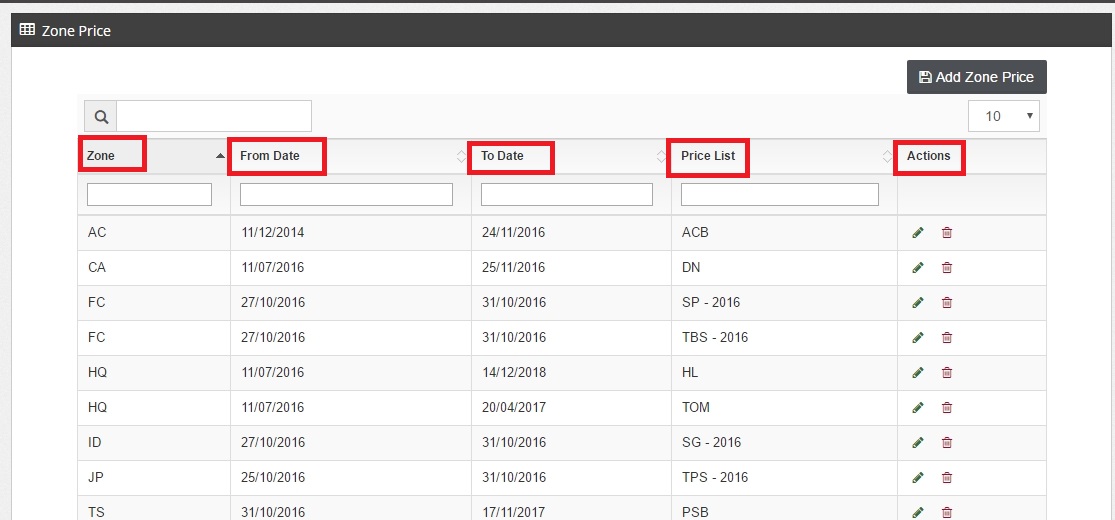 Zone Price
Add Zone Price
10
Zone From Date To Date Price List Actions
AC 11/12/2014 24/11/2016 ACB
CA 11/07/2016 25/11/2016 DN
FC 27/10/2016 31/10/2016 SP - 2016
FC 27/10/2016 31/10/2016 TBS - 2016
HQ 11/07/2016 14/12/2018 HL
HQ 11/07/2016 20/04/2017 TOM
ID 27/10/2016 31/10/2016 SG - 2016
JP 25/10/2016 31/10/2016 TPS - 2016
TS 31/10/2016 17/11/2017 PSB